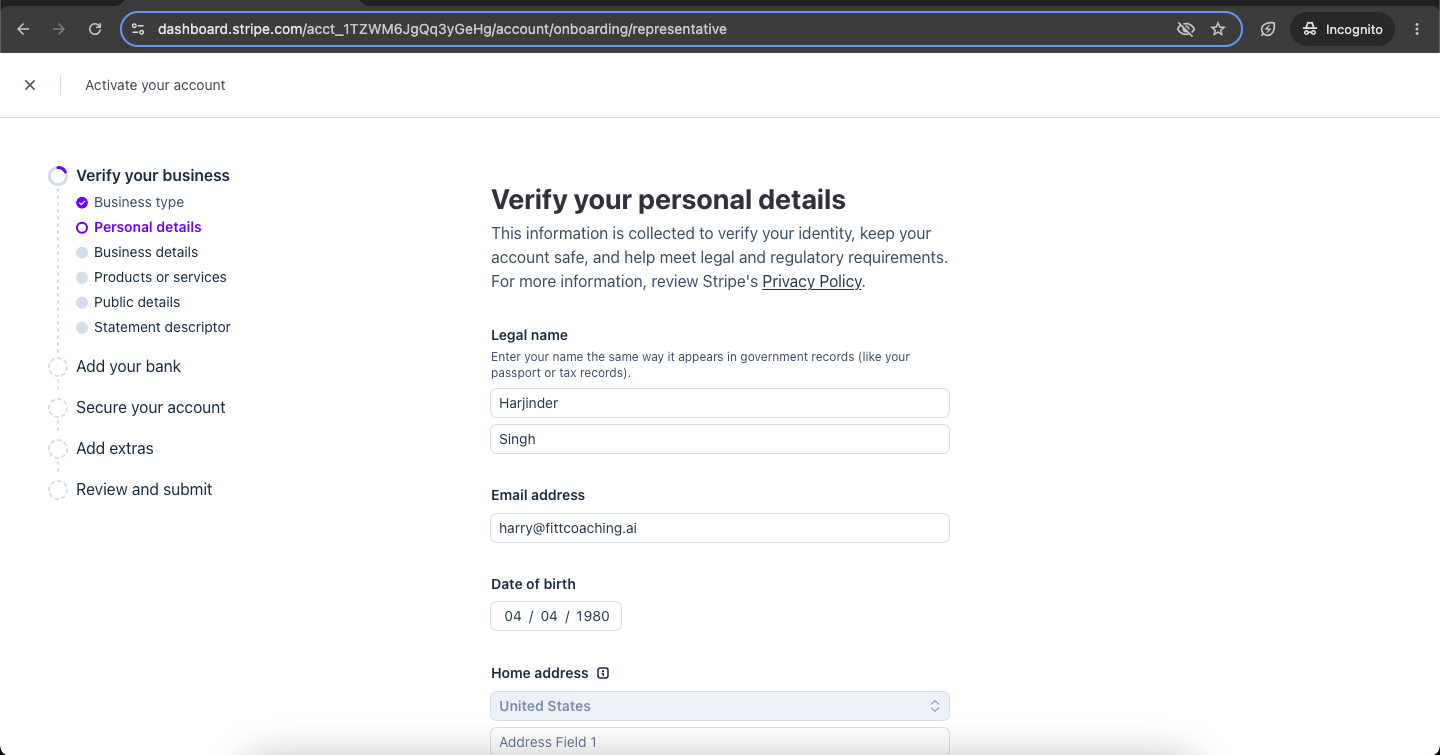 dashboard.stripe.com/acct_1TZWM6JgQq3yGeHg/account/onboarding/representative
Incognito
Activate your account
Verify your business
Business type
Personal details
Business details
Products or services
Public details
Statement descriptor
Add your bank
Secure your account
Add extras
Review and submit
Verify your personal details
This information is collected to verify your identity, keep your
account safe, and help meet legal and regulatory requirements.
For more information, review Stripe's Privacy Policy.
Legal name
Enter your name the same way it appears in government records (like your
passport or tax records).
Harjinder
Singh
Email address
harry@fittcoaching.ai
Date of birth
04 / 04 / 1980
Home address
United States
Address Field 1